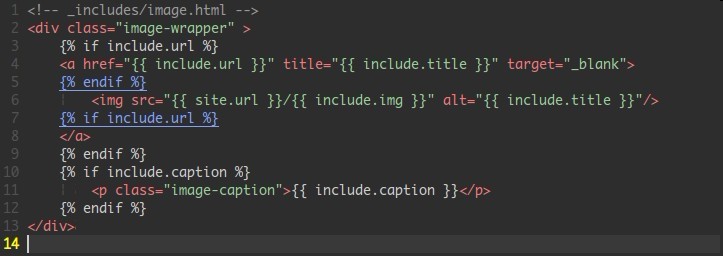 1 <!-- _includes/image.html -->
2 <div class="image-wrapper" >
3     {% if include.url %}
4     <a href="{{ include.url }}" title="{{ include.title }}" target="_blank">
5     {% endif %}
6         <img src="{{ site.url }}/{{ include.img }}" alt="{{ include.title }}"/>
7     {% if include.url %}
8     </a>
9     {% endif %}
10     {% if include.caption %}
11         <p class="image-caption">{{ include.caption }}</p>
12     {% endif %}
13 </div>
14